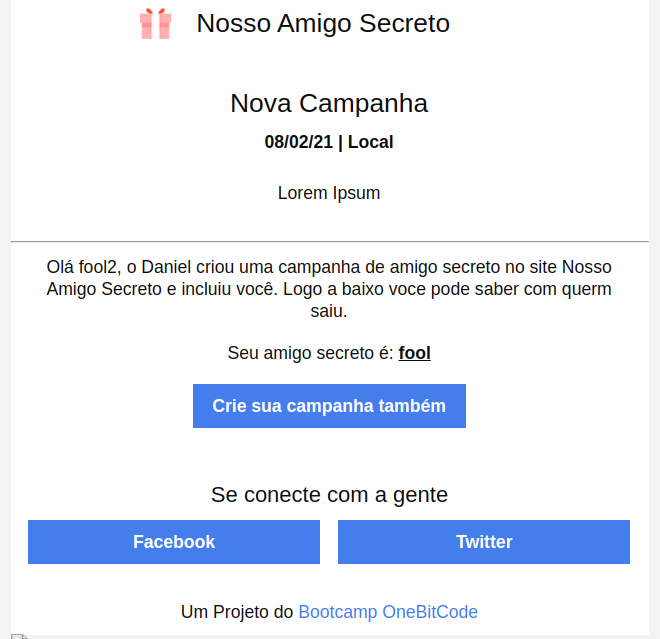 Nosso Amigo Secreto
Nova Campanha
08/02/21 | Local
Lorem Ipsum
Olá fool2, o Daniel criou uma campanha de amigo secreto no site Nosso
Amigo Secreto e incluiu você. Logo a baixo voce pode saber com querm
saiu.
Seu amigo secreto é: fool
Crie sua campanha também
Se conecte com a gente
Facebook
Twitter
Um Projeto do Bootcamp OneBitCode